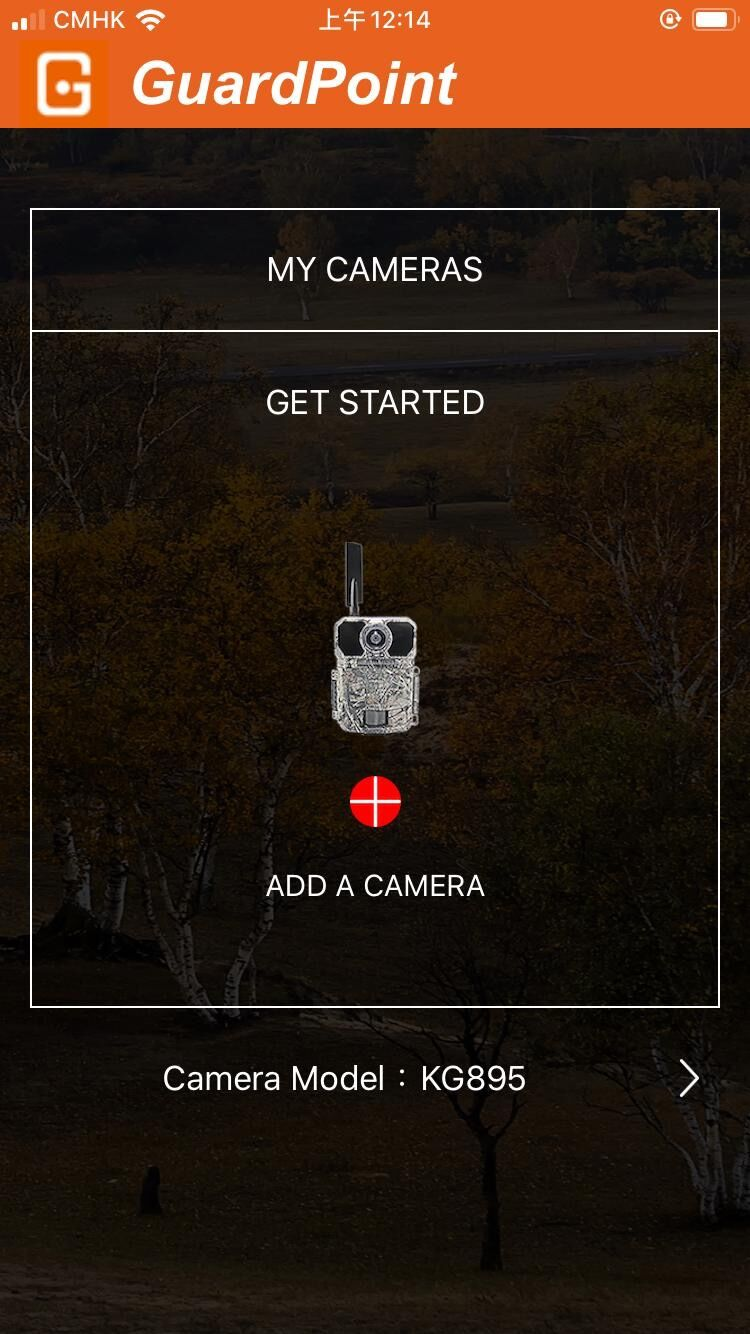 CMHK 上午12:14
GuardPoint
MY CAMERAS
GET STARTED
ADD A CAMERA
Camera Model：KG895